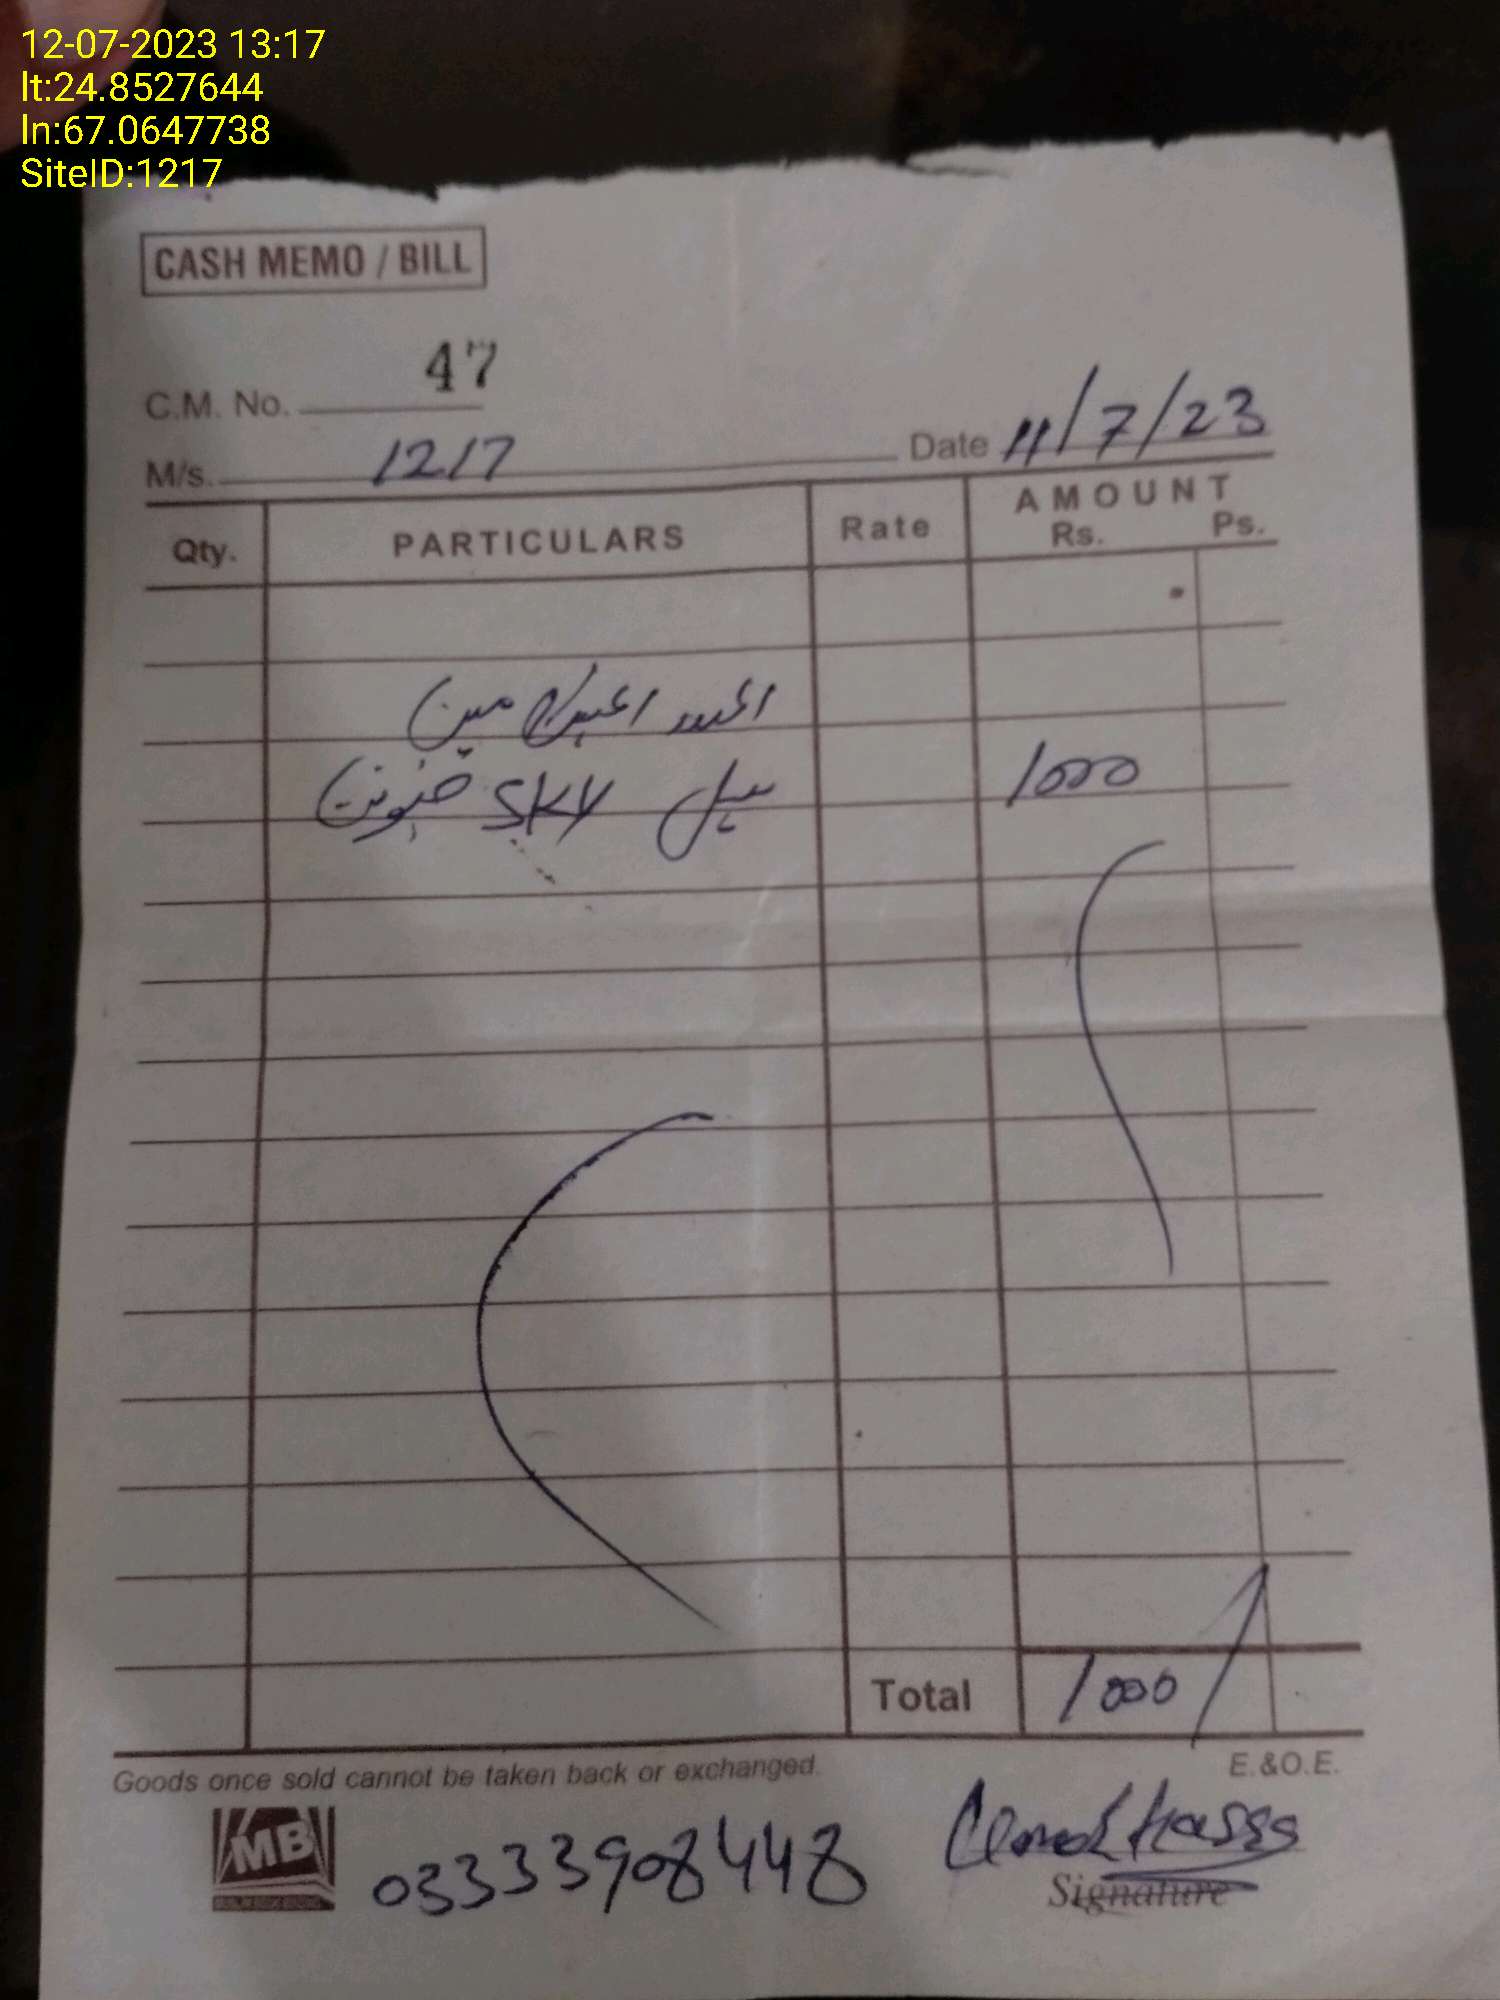 12-07-2023 13:17
lt:24.8527644
ln:67.0647738
SiteID:1217
CASH MEMO / BILL
C.M. No. 47
M/s. 1217 Date 11/7/23
Qty. PARTICULARS Rate AMOUNT
Rs. Ps.
میں
سیل SKY 1000
Total 1000/
Goods once sold cannot be taken back or exchanged. E.&O.E.
MB 03333908448
Signature